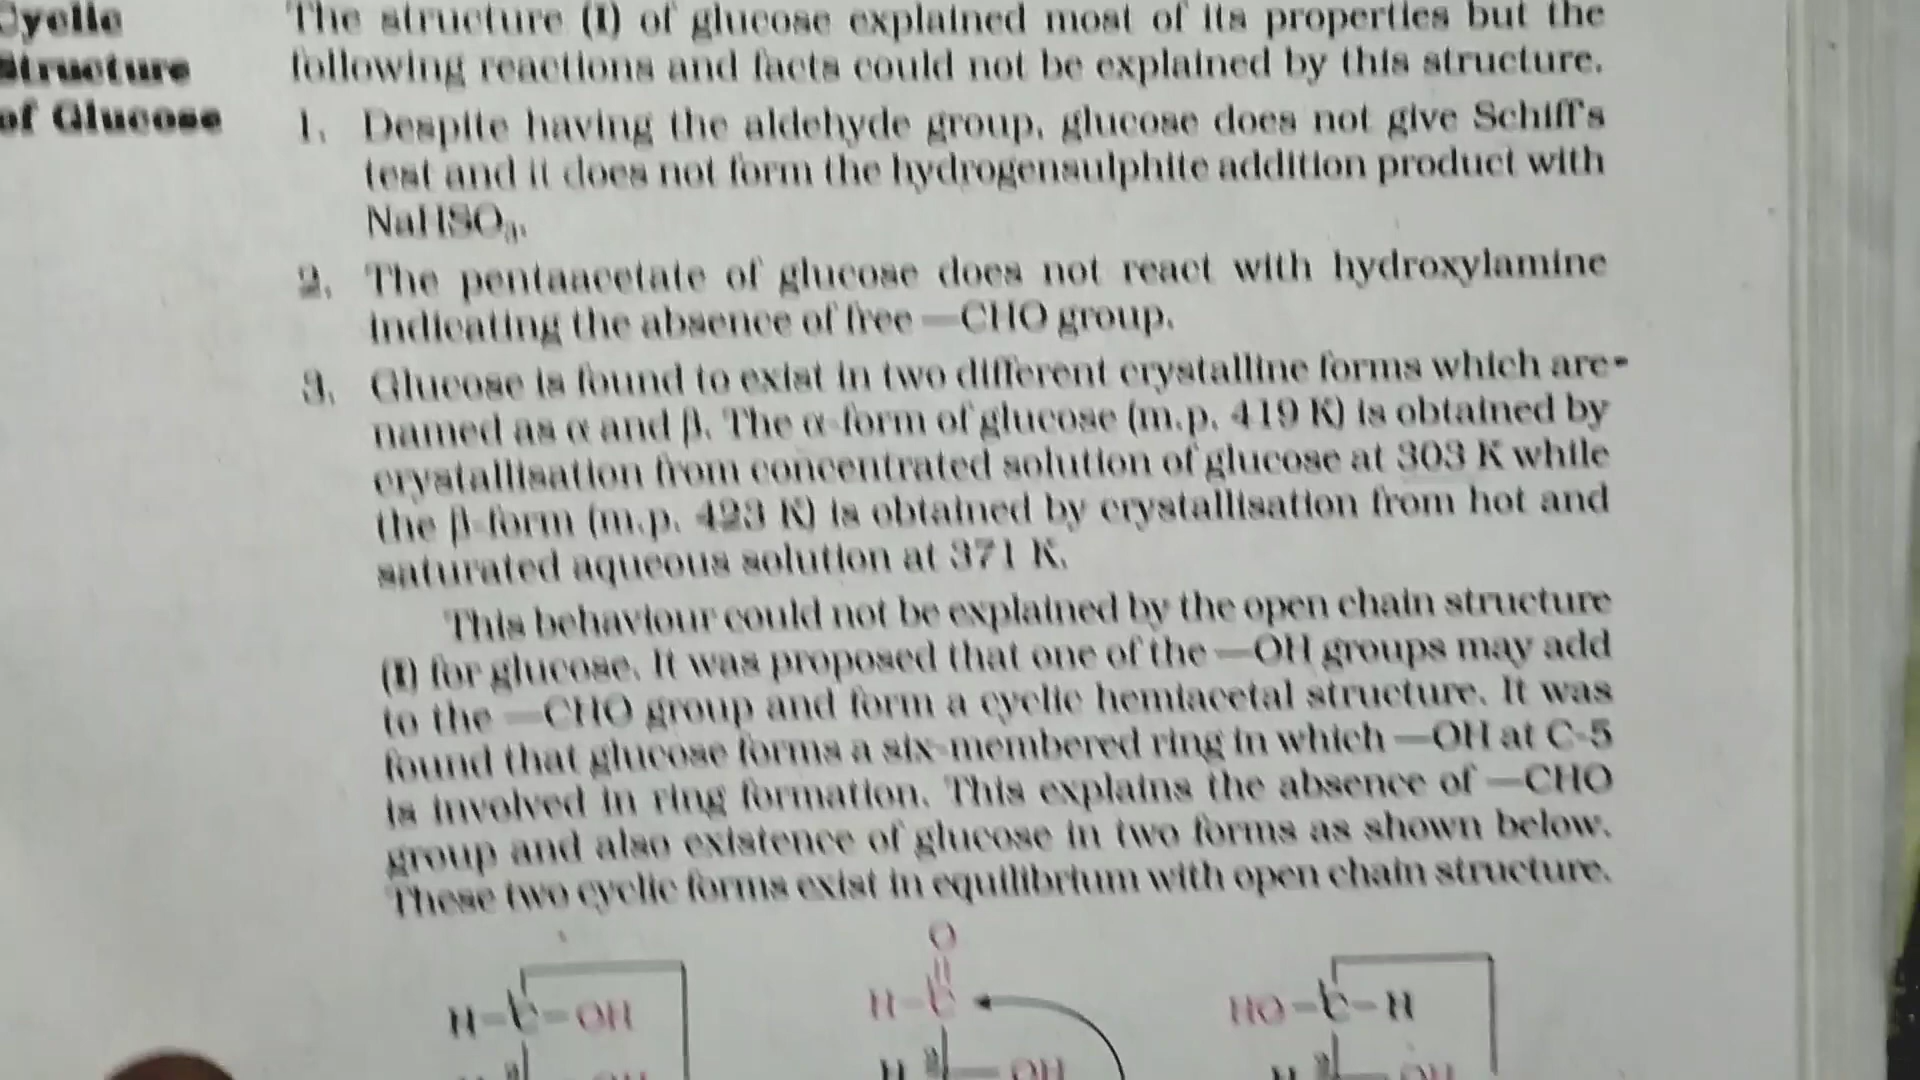 Cyclic
Structure
of Glucose
The structure (I) of glucose explained most of its properties but the
following reactions and facts could not be explained by this structure.
1. Despite having the aldehyde group, glucose does not give Schiff's
test and it does not form the hydrogensulphite addition product with
NaHSO₃.
2. The pentaacetate of glucose does not react with hydroxylamine
indicating the absence of free —CHO group.
3. Glucose is found to exist in two different crystalline forms which are
named as α and β. The α-form of glucose (m.p. 419 K) is obtained by
crystallisation from concentrated solution of glucose at 303 K while
the β-form (m.p. 423 K) is obtained by crystallisation from hot and
saturated aqueous solution at 371 K.
This behaviour could not be explained by the open chain structure
(I) for glucose. It was proposed that one of the —OH groups may add
to the —CHO group and form a cyclic hemiacetal structure. It was
found that glucose forms a six-membered ring in which —OH at C-5
is involved in ring formation. This explains the absence of —CHO
group and also existence of glucose in two forms as shown below.
These two cyclic forms exist in equilibrium with open chain structure.
O
H–C–OH H–C HO–C–H
H 2 OH H 2 OH